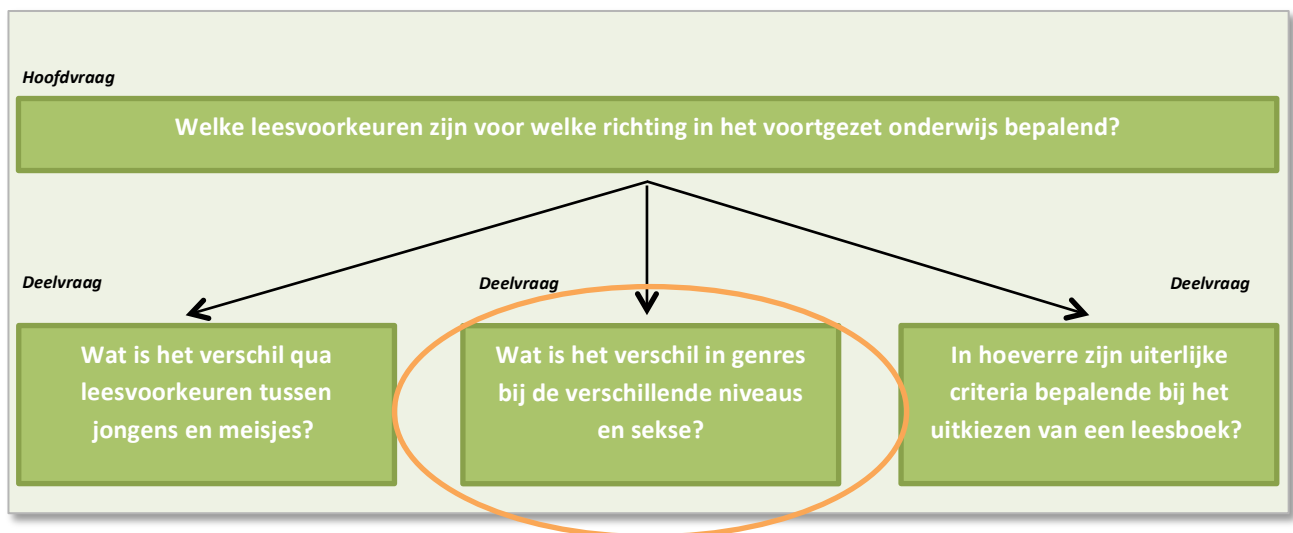 Hoofdvraag
Welke leesvoorkeuren zijn voor welke richting in het voortgezet onderwijs bepalend?
Deelvraag
Deelvraag
Deelvraag
Wat is het verschil qua
leesvoorkeuren tussen
jongens en meisjes?
Wat is het verschil in genres
bij de verschillende niveaus
en sekse?
In hoeverre zijn uiterlijke
criteria bepalende bij het
uitkiezen van een leesboek?